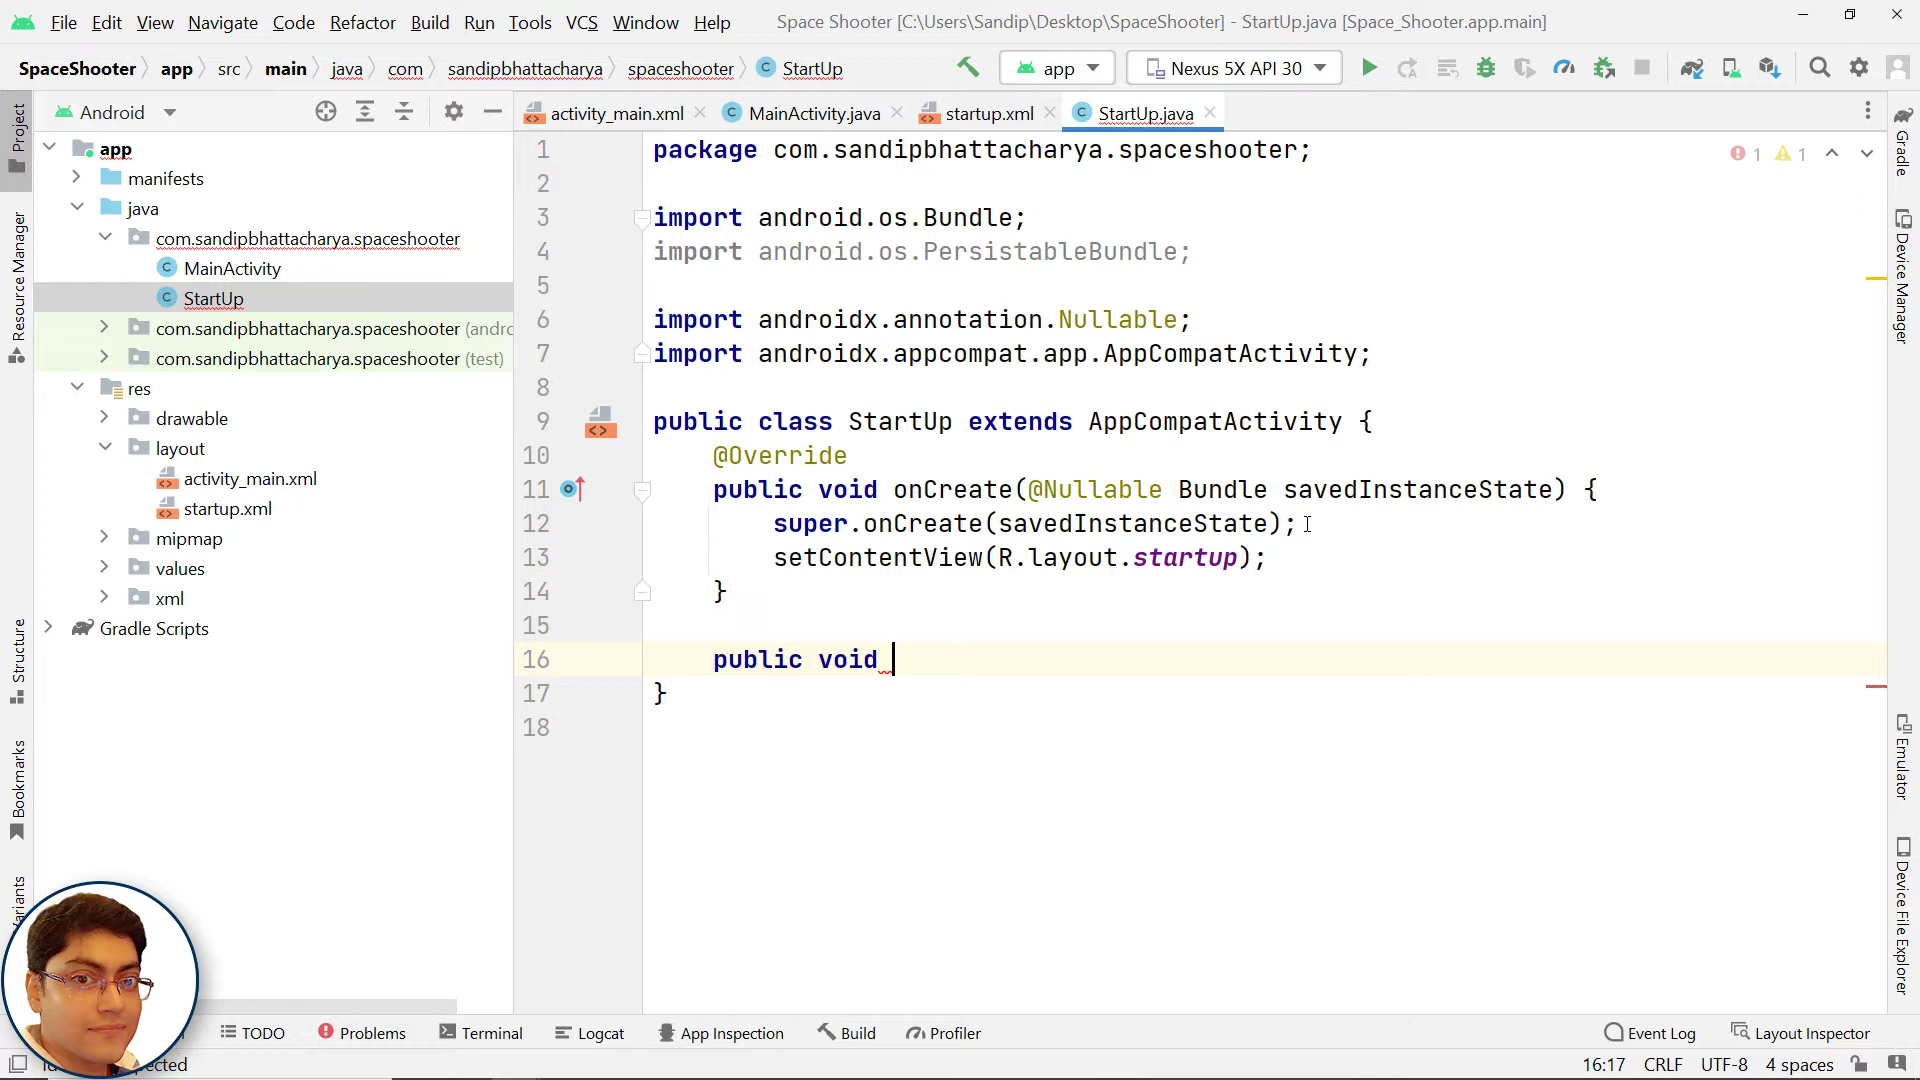 File Edit View Navigate Code Refactor Build Run Tools VCS Window Help Space Shooter [C:\Users\Sandip\Desktop\SpaceShooter] - StartUp.java [Space_Shooter.app.main]
SpaceShooter app src main java com sandipbhattacharya spaceshooter StartUp app Nexus 5X API 30
Android
activity_main.xml MainActivity.java startup.xml StartUp.java
Project
Resource Manager
Structure
Bookmarks
app
manifests
java
com.sandipbhattacharya.spaceshooter
MainActivity
StartUp
com.sandipbhattacharya.spaceshooter
com.sandipbhattacharya.spaceshooter (test)
res
drawable
layout
activity_main.xml
startup.xml
mipmap
values
xml
Gradle Scripts
1 package com.sandipbhattacharya.spaceshooter;
2
3 import android.os.Bundle;
4 import android.os.PersistableBundle;
5
6 import androidx.annotation.Nullable;
7 import androidx.appcompat.app.AppCompatActivity;
8
9 public class StartUp extends AppCompatActivity {
10 @Override
11 public void onCreate(@Nullable Bundle savedInstanceState) {
12 super.onCreate(savedInstanceState);
13 setContentView(R.layout.startup);
14 }
15
16 public void
17 }
18
1 1
Gradle
Device Manager
Emulator
Device File Explorer
TODO Problems Terminal Logcat App Inspection Build Profiler Event Log Layout Inspector
16:17 CRLF UTF-8 4 spaces